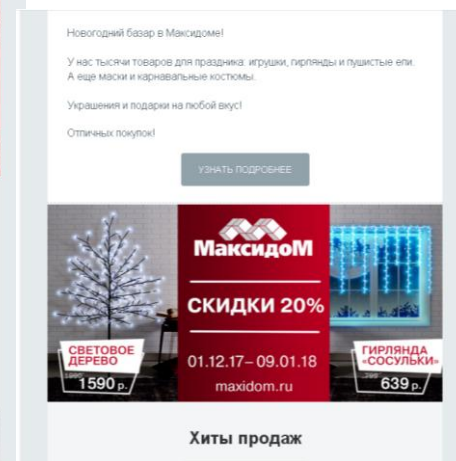 Новогодний базар в Максидоме!
У нас тысячи товаров для праздника: игрушки, гирлянды и пушистые ели.
А еще маски и карнавальные костюмы.
Украшения и подарки на любой вкус!
Отличных покупок!
УЗНАТЬ ПОДРОБНЕЕ
МаксидоМ
СКИДКИ 20%
01.12.17– 09.01.18
maxidom.ru
СВЕТОВОЕ
ДЕРЕВО
1590 р.
ГИРЛЯНДА
«СОСУЛЬКИ»
639 р.
Хиты продаж